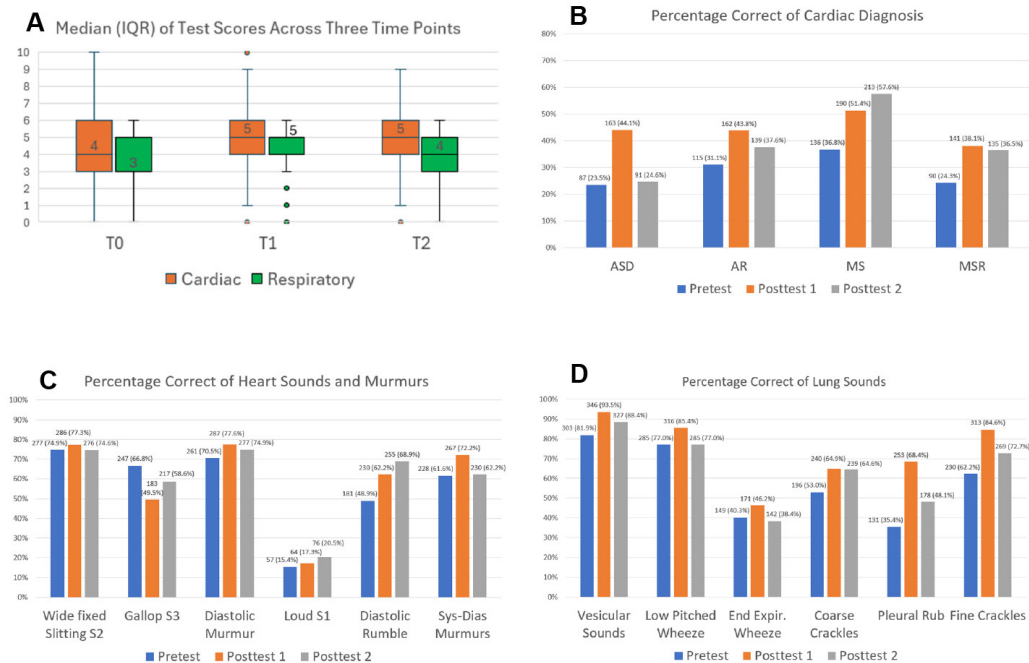 A
Median (IQR) of Test Scores Across Three Time Points
10
9
8
7
6
5
4
3
2
1
0
4
3
5
5
5
4
T0
T1
T2
Cardiac
Respiratory
B
Percentage Correct of Cardiac Diagnosis
80%
70%
60%
50%
40%
30%
20%
10%
0%
87 (23.5%)
163 (44.1%)
91 (24.6%)
115 (31.1%)
162 (43.8%)
139 (37.6%)
136 (36.8%)
190 (51.4%)
213 (57.6%)
90 (24.3%)
141 (38.1%)
135 (36.5%)
ASD
AR
MS
MSR
Pretest
Posttest 1
Posttest 2
C
Percentage Correct of Heart Sounds and Murmurs
100%
90%
80%
70%
60%
50%
40%
30%
20%
10%
0%
277 (74.9%)
286 (77.3%)
276 (74.6%)
247 (66.8%)
183
(49.5%)
217 (58.6%)
261 (70.5%)
287 (77.6%)
277 (74.9%)
57 (15.4%)
64 (17.3%)
76 (20.5%)
181 (48.9%)
230 (62.2%)
255 (68.9%)
228 (61.6%)
267 (72.2%)
230 (62.2%)
Wide fixed
Slitting S2
Gallop S3
Diastolic
Murmur
Loud S1
Diastolic
Rumble
Sys-Dias
Murmurs
Pretest
Posttest 1
Posttest 2
D
Percentage Correct of Lung Sounds
100%
90%
80%
70%
60%
50%
40%
30%
20%
10%
0%
303 (81.9%)
346 (93.5%)
327 (88.4%)
285 (77.0%)
316 (85.4%)
285 (77.0%)
149 (40.3%)
171 (46.2%)
142 (38.4%)
196 (53.0%)
240 (64.9%)
239 (64.6%)
131 (35.4%)
253 (68.4%)
178 (48.1%)
230 (62.2%)
313 (84.6%)
269 (72.7%)
Vesicular
Sounds
Low Pitched
Wheeze
End Expir.
Wheeze
Coarse
Crackles
Pleural Rub
Fine Crackles
Pretest
Posttest 1
Posttest 2